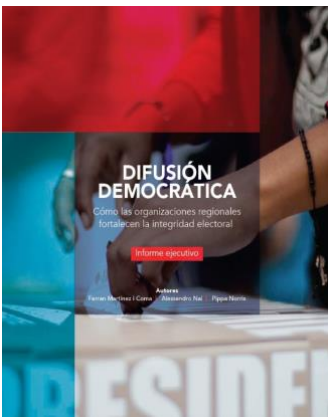 DIFUSIÓN
DEMOCRÁTICA
Cómo las organizaciones regionales
fortalecen la integridad electoral
Informe ejecutivo
Autores
Ferran Martínez i Coma | Alessandro Nai | Pippa Norris
PRESIDEN